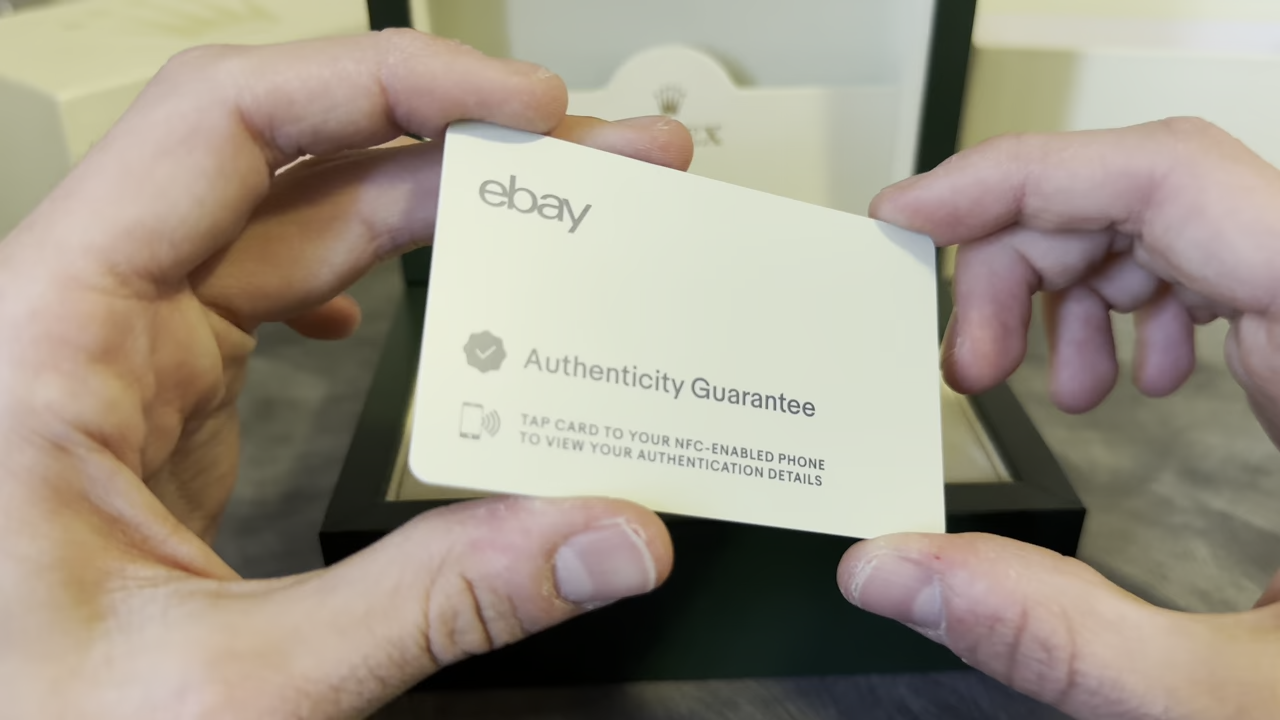 ebay
Authenticity Guarantee
TAP CARD TO YOUR NFC-ENABLED PHONE
TO VIEW YOUR AUTHENTICATION DETAILS